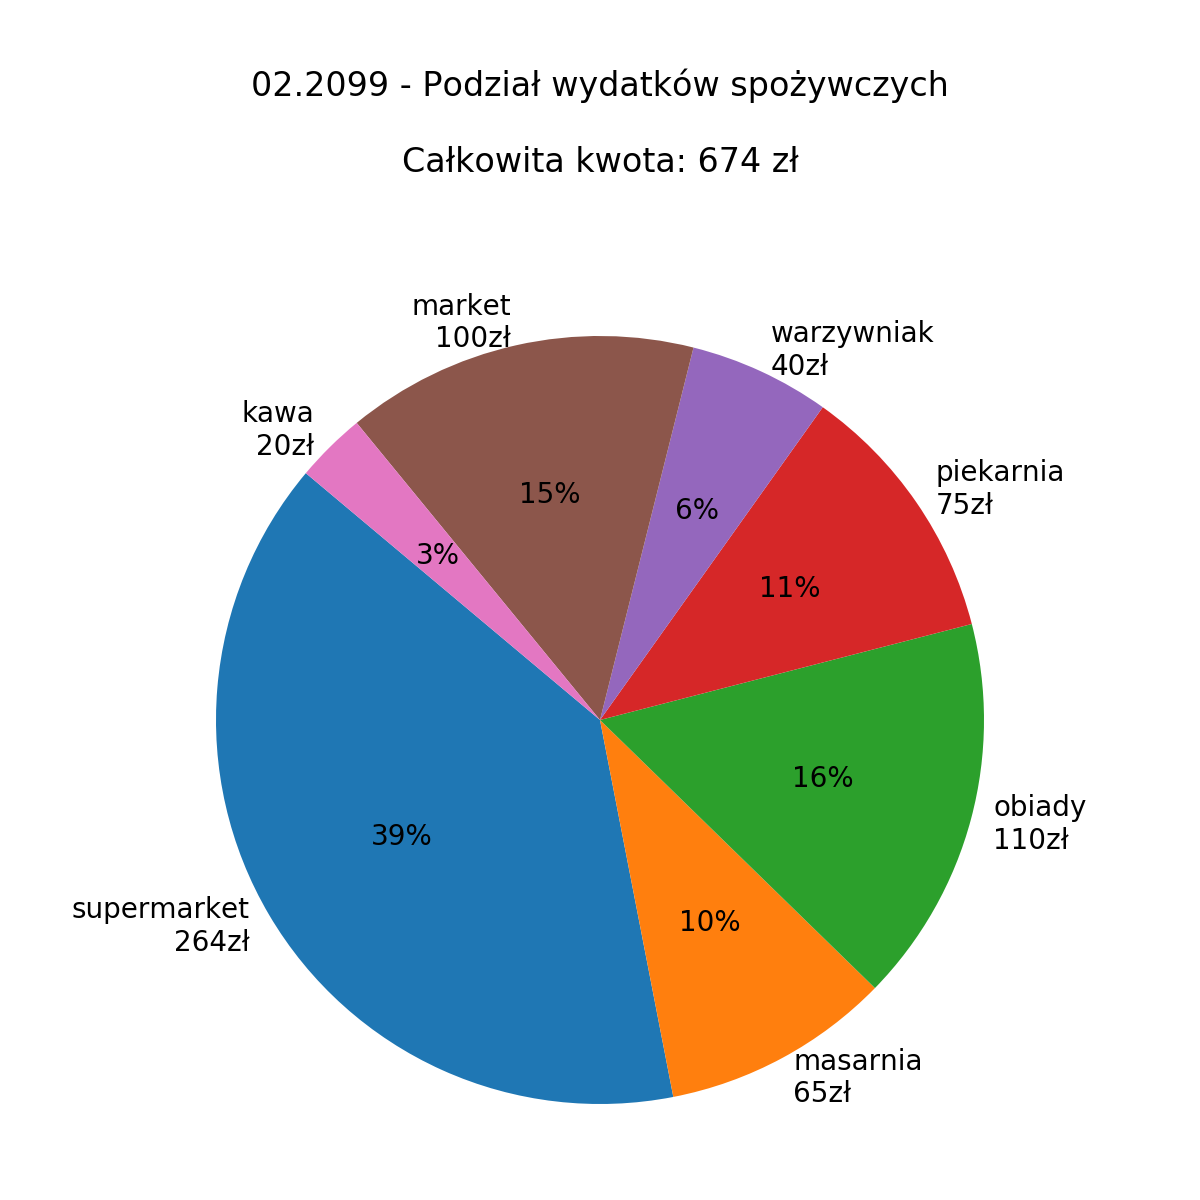 02.2099 - Podział wydatków spożywczych
Całkowita kwota: 674 zł
market
100zł
warzywniak
40zł
kawa
20zł
piekarnia
75zł
15%
6%
3%
11%
16%
obiady
110zł
39%
supermarket
264zł
10%
masarnia
65zł